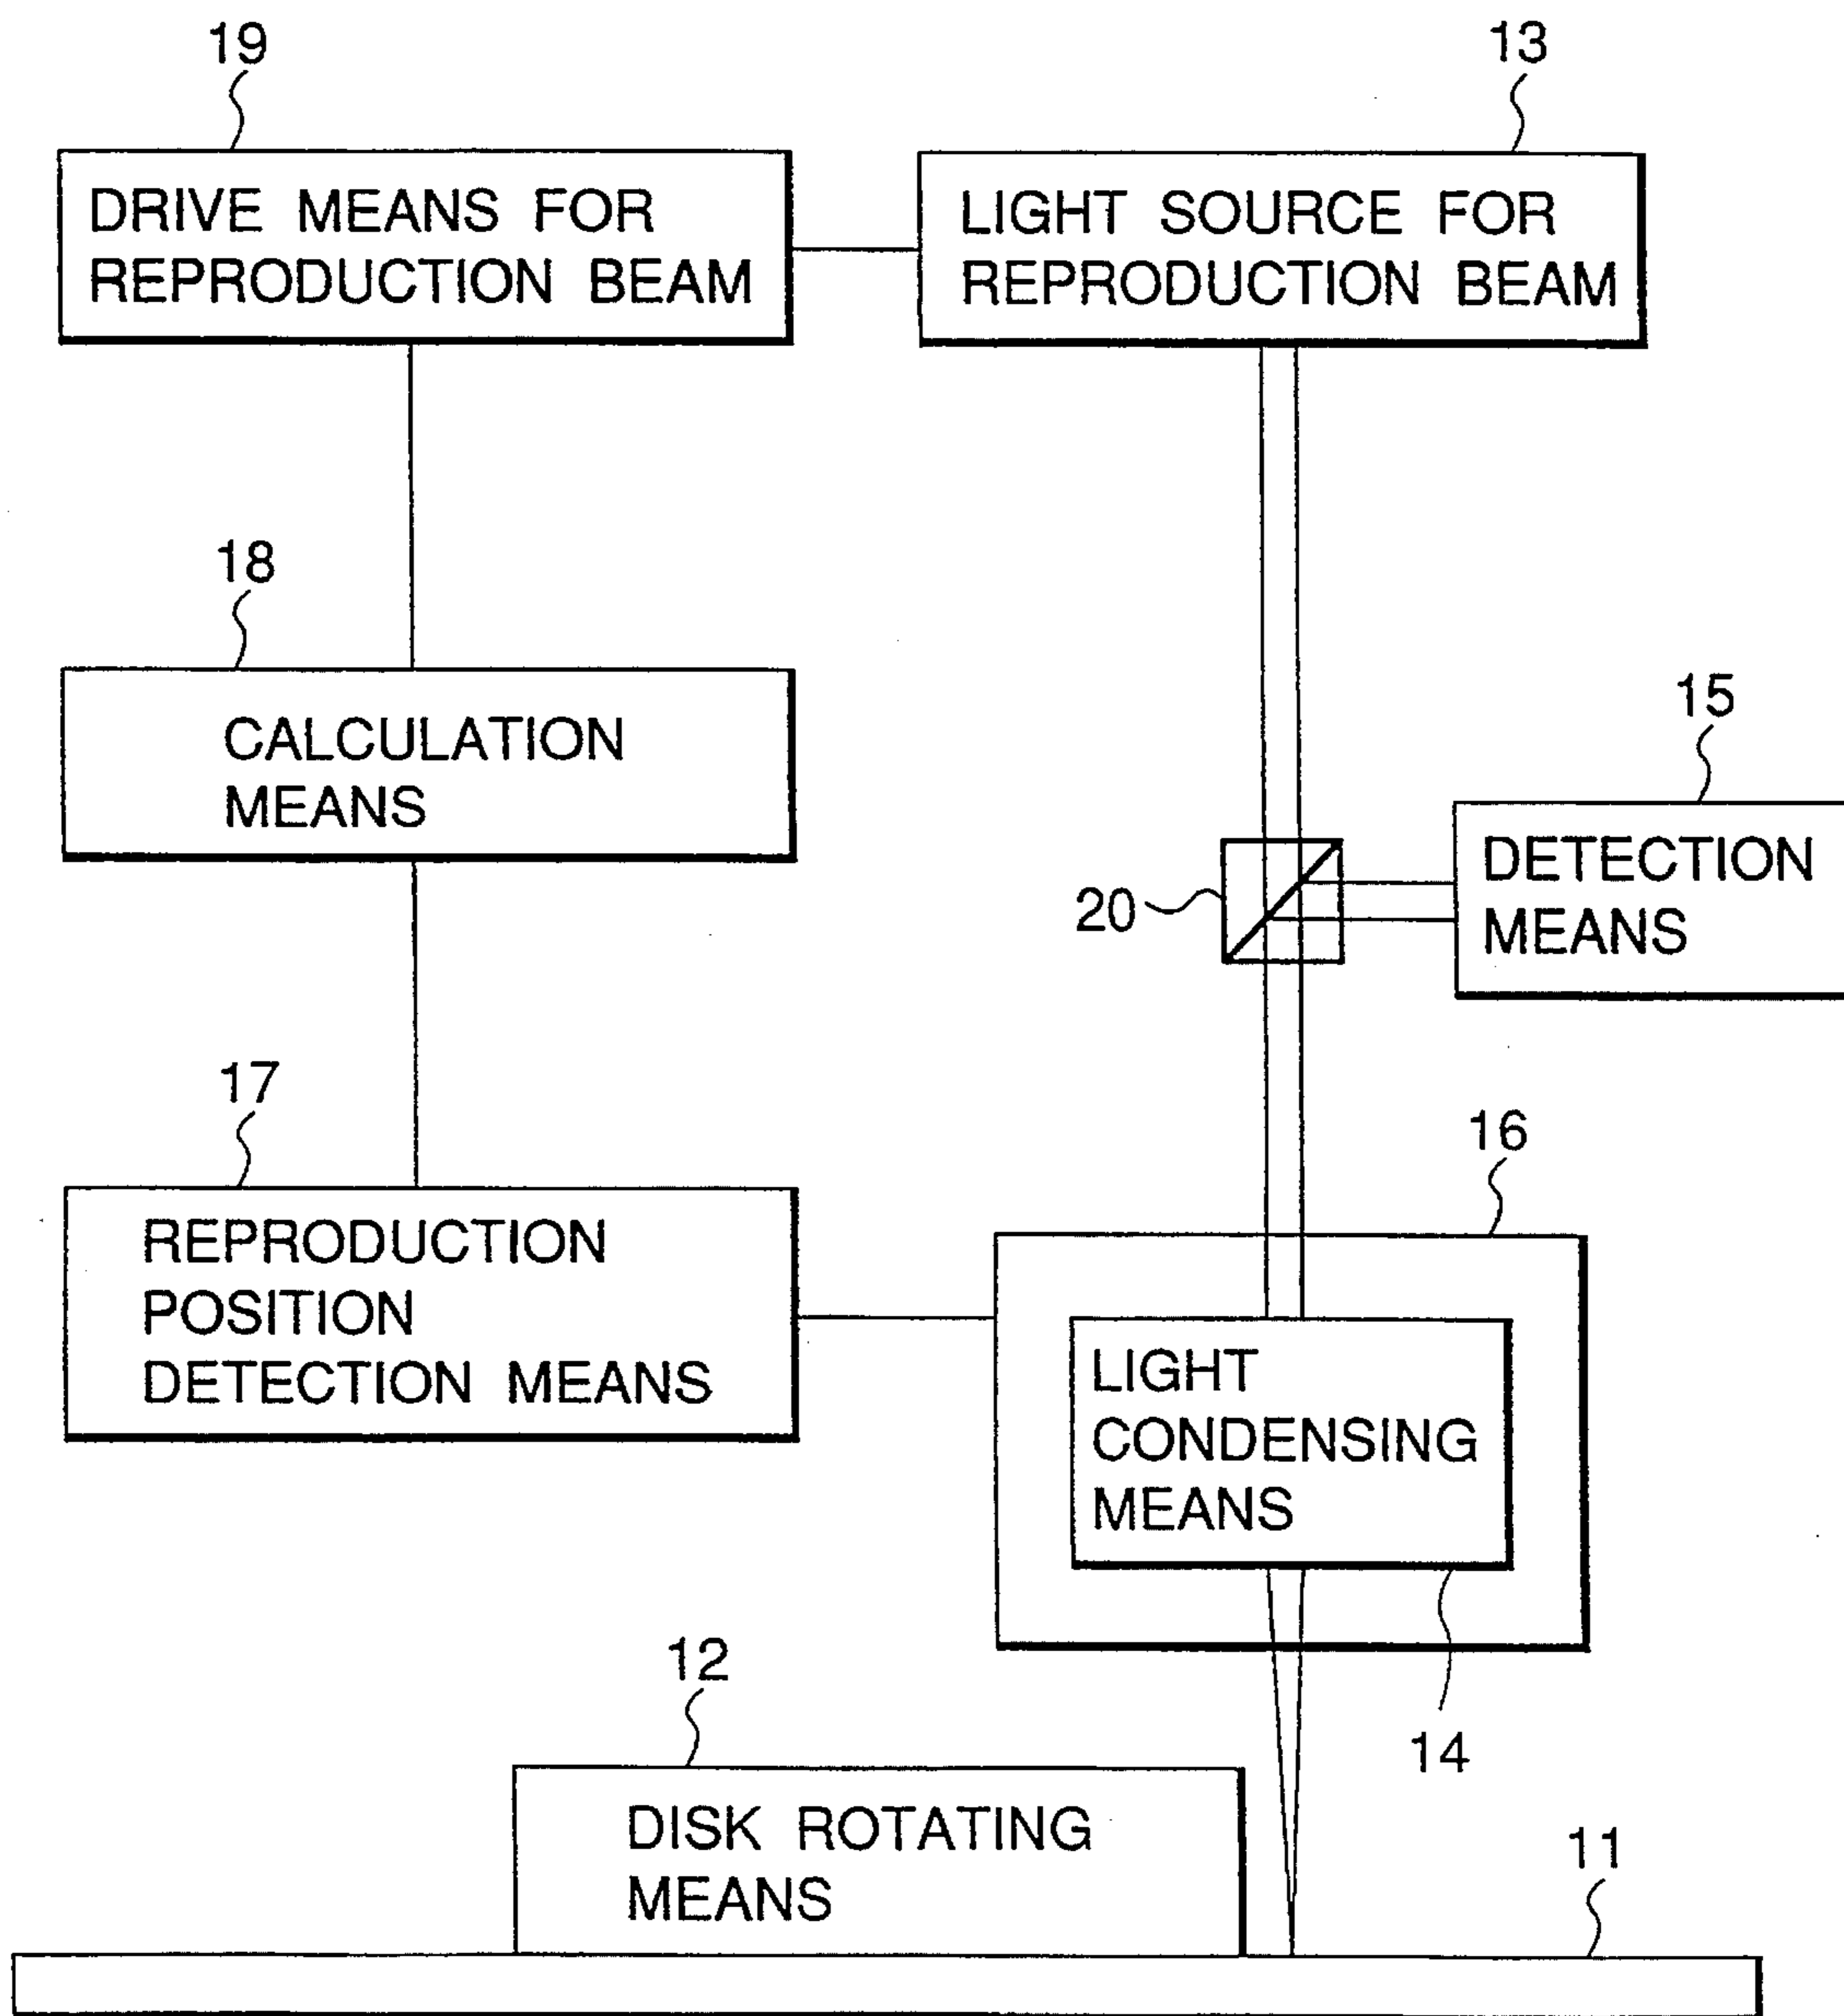 19
13
DRIVE MEANS FOR
REPRODUCTION BEAM
LIGHT SOURCE FOR
REPRODUCTION BEAM
18
CALCULATION
MEANS
15
DETECTION
MEANS
20
17
REPRODUCTION
POSITION
DETECTION MEANS
16
LIGHT
CONDENSING
MEANS
14
12
DISK ROTATING
MEANS
11